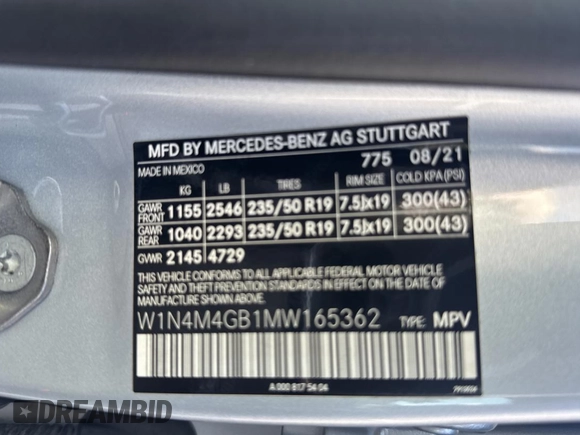 MFD BY MERCEDES-BENZ AG STUTTGART
MADE IN MEXICO 775 08/21
KG LB TIRES RIM SIZE COLD KPA(PSI)
GAWR FRONT 1155 2546 235/50 R19 7.5Jx19 300(43)
GAWR REAR 1040 2293 235/50 R19 7.5Jx19 300(43)
GVWR 2145 4729
THIS VEHICLE CONFORMS TO ALL APPLICABLE FEDERAL MOTOR VEHICLE
SAFETY AND THEFT PREVENTION STANDARDS IN EFFECT ON THE DATE OF
MANUFACTURE SHOWN ABOVE.
W1N4M4GB1MW165362 TYPE: MPV
A 000 817 54 04
DREAMBID